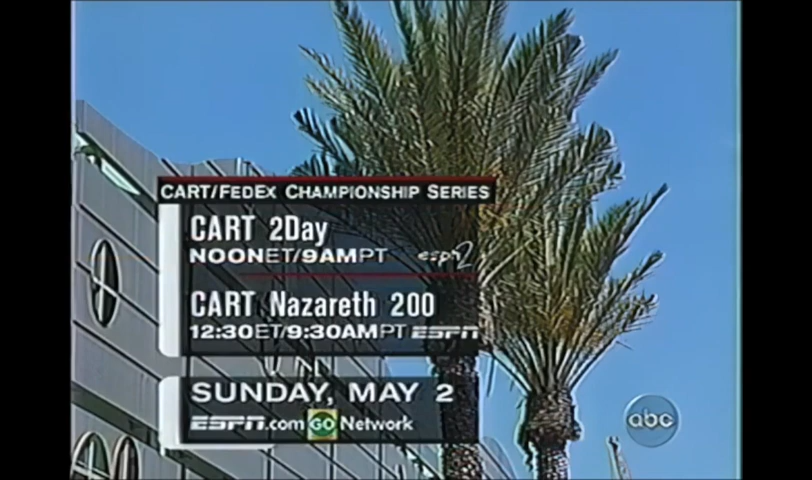 CART/FEDEX CHAMPIONSHIP SERIES
CART 2Day
NOONET/9AMPT espn2
CART Nazareth 200
12:30ET/9:30AMPT ESPN
SUNDAY, MAY 2
ESPN.com GO Network
abc